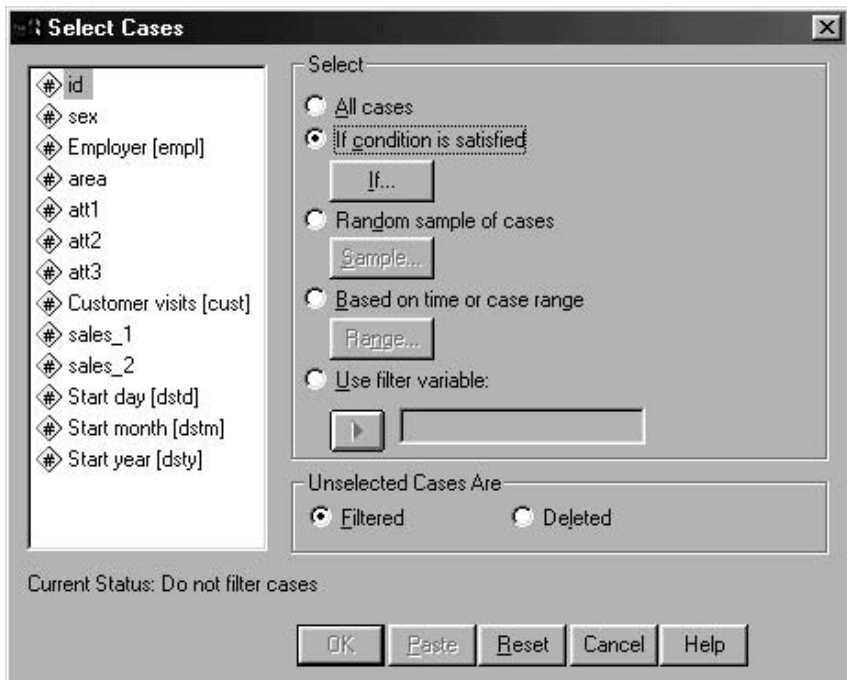 Select Cases
id
sex
Employer [empl]
area
att1
att2
att3
Customer visits [cust]
sales_1
sales_2
Start day [dstd]
Start month [dstm]
Start year [dsty]
Select
All cases
If condition is satisfied
If...
Random sample of cases
Sample...
Based on time or case range
Range...
Use filter variable:
Unselected Cases Are
Filtered Deleted
Current Status: Do not filter cases
OK Paste Reset Cancel Help